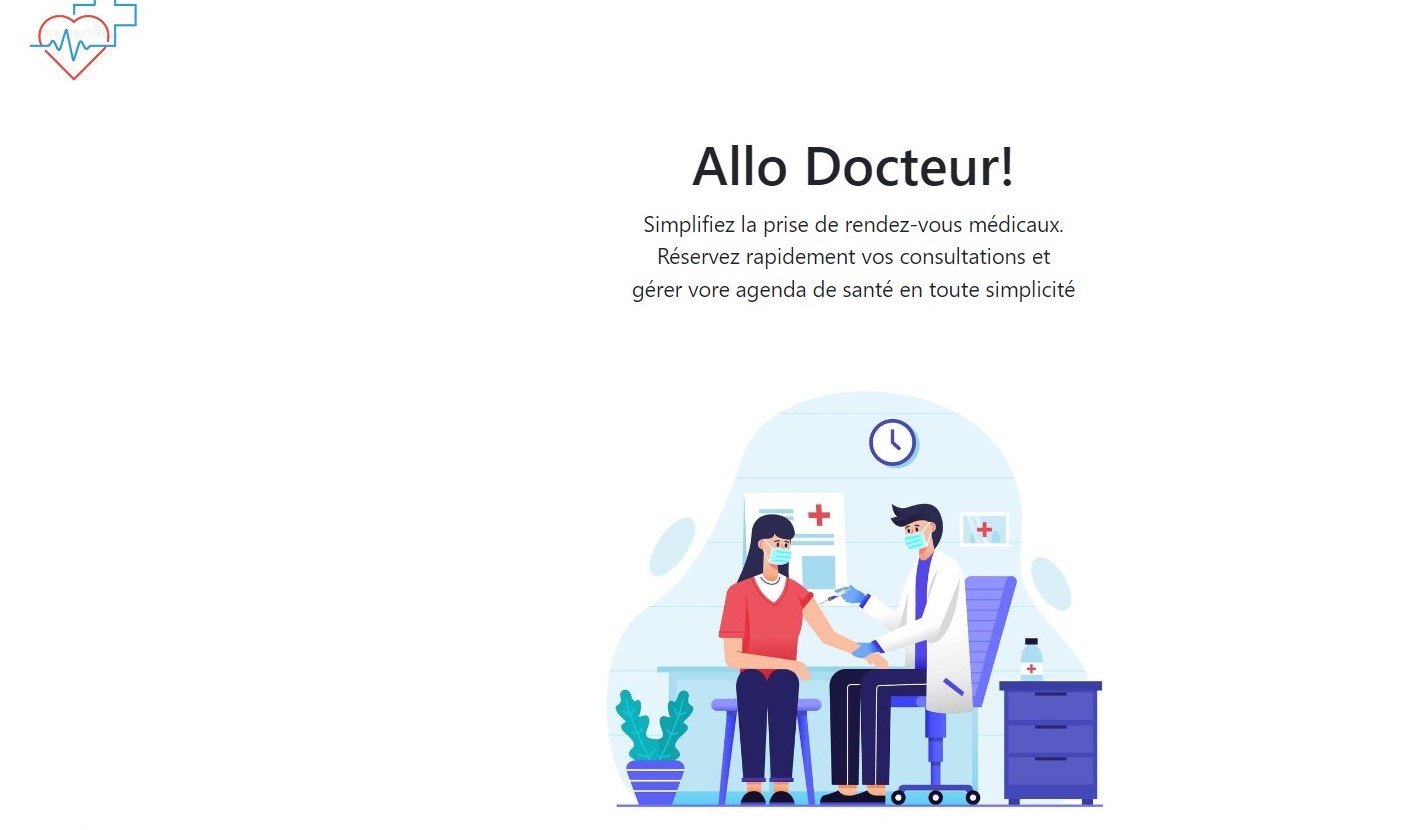 Allo Docteur!
Simplifiez la prise de rendez-vous médicaux.
Réservez rapidement vos consultations et
gérer vore agenda de santé en toute simplicité